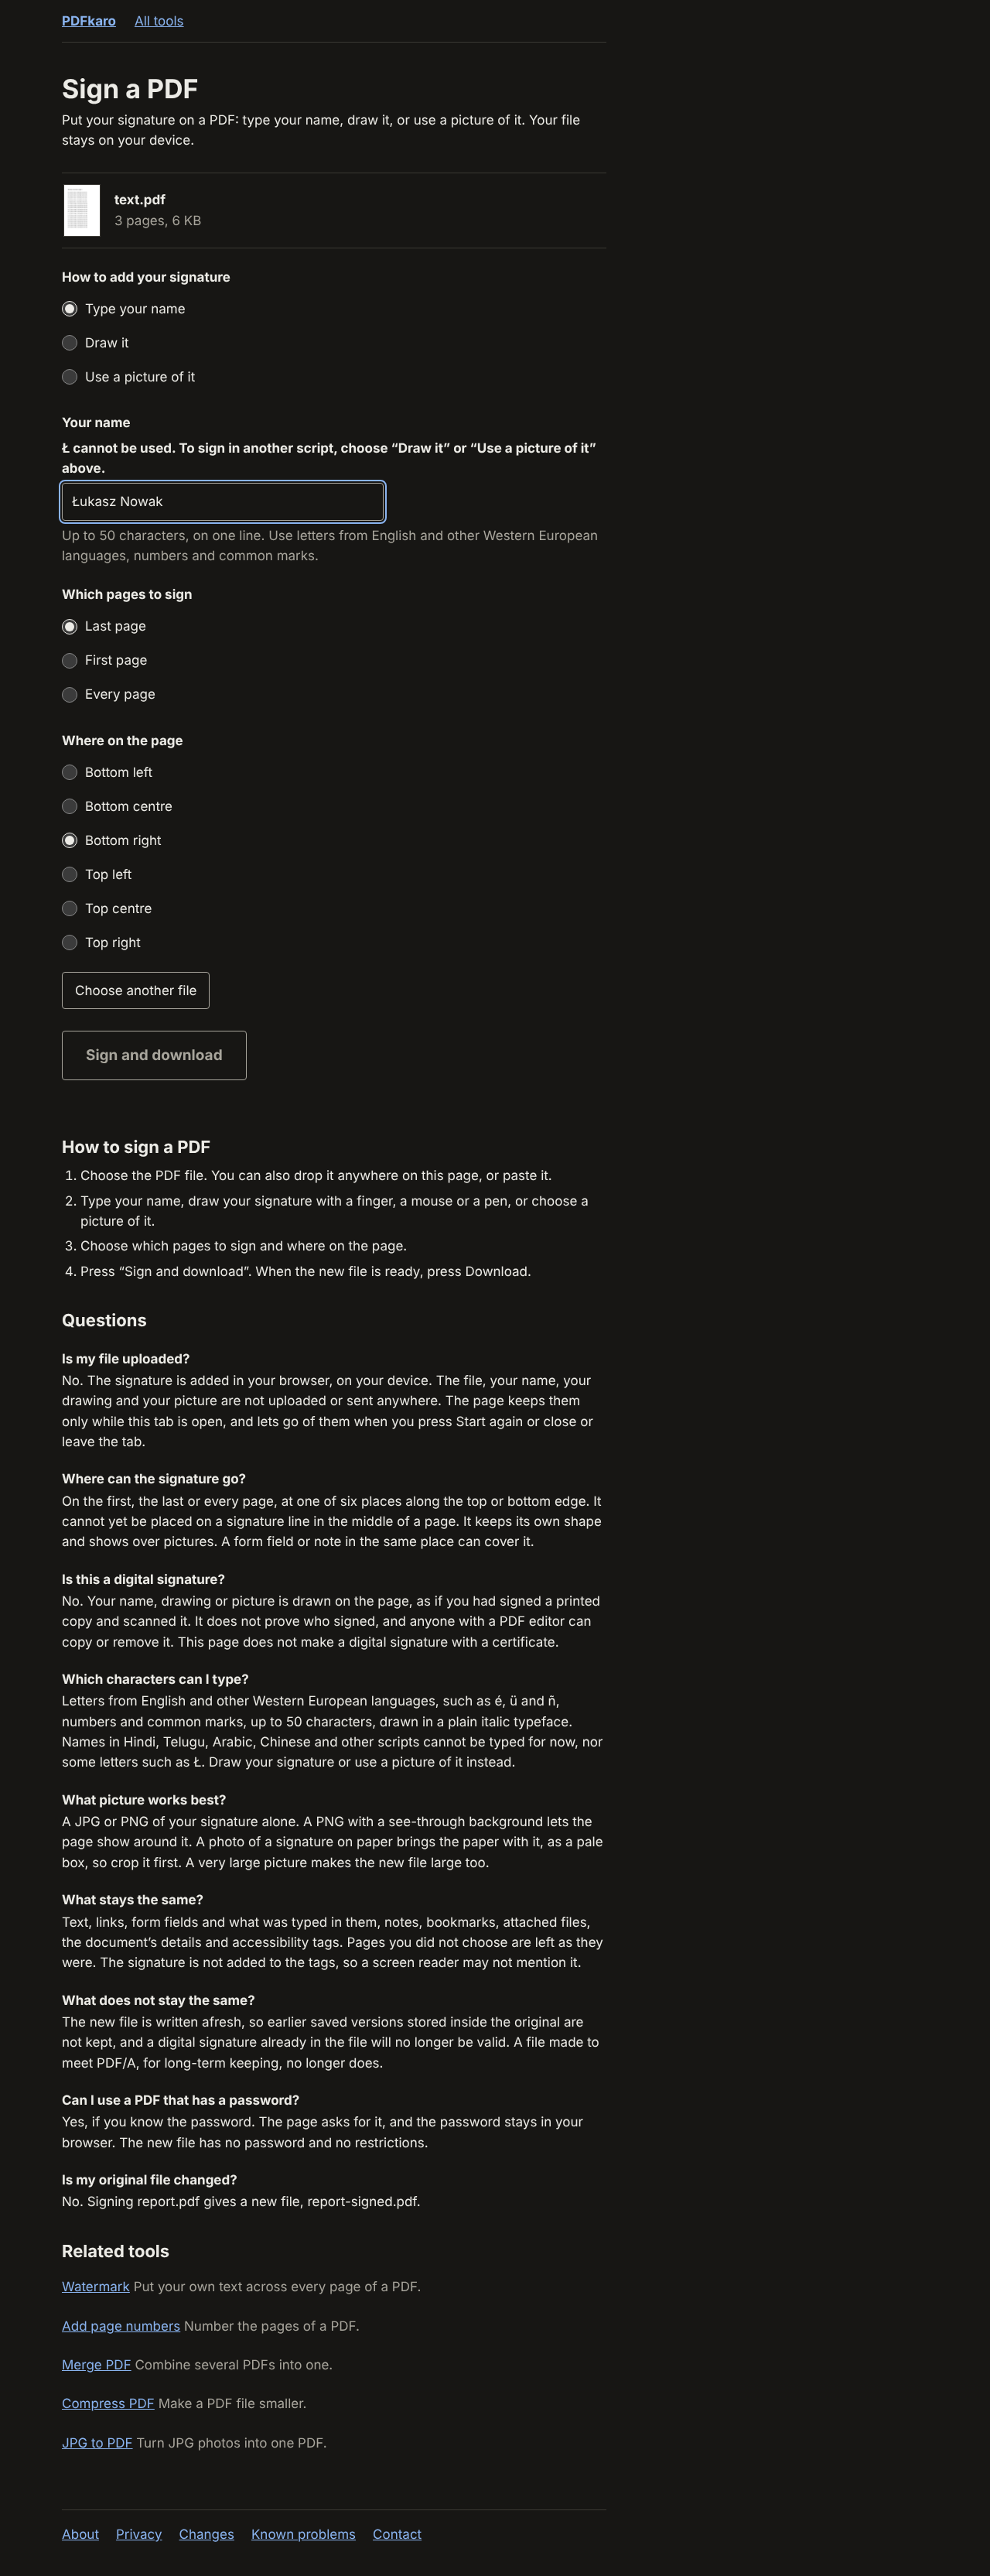 PDFkaro All tools
Sign a PDF
Put your signature on a PDF: type your name, draw it, or use a picture of it. Your file
stays on your device.
text.pdf
3 pages, 6 KB
How to add your signature
Type your name
Draw it
Use a picture of it
Your name
Ł cannot be used. To sign in another script, choose “Draw it” or “Use a picture of it”
above.
Łukasz Nowak
Up to 50 characters, on one line. Use letters from English and other Western European
languages, numbers and common marks.
Which pages to sign
Last page
First page
Every page
Where on the page
Bottom left
Bottom centre
Bottom right
Top left
Top centre
Top right
Choose another file
Sign and download
How to sign a PDF
1. Choose the PDF file. You can also drop it anywhere on this page, or paste it.
2. Type your name, draw your signature with a finger, a mouse or a pen, or choose a
picture of it.
3. Choose which pages to sign and where on the page.
4. Press “Sign and download”. When the new file is ready, press Download.
Questions
Is my file uploaded?
No. The signature is added in your browser, on your device. The file, your name, your
drawing and your picture are not uploaded or sent anywhere. The page keeps them
only while this tab is open, and lets go of them when you press Start again or close or
leave the tab.
Where can the signature go?
On the first, the last or every page, at one of six places along the top or bottom edge. It
cannot yet be placed on a signature line in the middle of a page. It keeps its own shape
and shows over pictures. A form field or note in the same place can cover it.
Is this a digital signature?
No. Your name, drawing or picture is drawn on the page, as if you had signed a printed
copy and scanned it. It does not prove who signed, and anyone with a PDF editor can
copy or remove it. This page does not make a digital signature with a certificate.
Which characters can I type?
Letters from English and other Western European languages, such as é, ü and ñ,
numbers and common marks, up to 50 characters, drawn in a plain italic typeface.
Names in Hindi, Telugu, Arabic, Chinese and other scripts cannot be typed for now, nor
some letters such as Ł. Draw your signature or use a picture of it instead.
What picture works best?
A JPG or PNG of your signature alone. A PNG with a see-through background lets the
page show around it. A photo of a signature on paper brings the paper with it, as a pale
box, so crop it first. A very large picture makes the new file large too.
What stays the same?
Text, links, form fields and what was typed in them, notes, bookmarks, attached files,
the document’s details and accessibility tags. Pages you did not choose are left as they
were. The signature is not added to the tags, so a screen reader may not mention it.
What does not stay the same?
The new file is written afresh, so earlier saved versions stored inside the original are
not kept, and a digital signature already in the file will no longer be valid. A file made to
meet PDF/A, for long-term keeping, no longer does.
Can I use a PDF that has a password?
Yes, if you know the password. The page asks for it, and the password stays in your
browser. The new file has no password and no restrictions.
Is my original file changed?
No. Signing report.pdf gives a new file, report-signed.pdf.
Related tools
Watermark Put your own text across every page of a PDF.
Add page numbers Number the pages of a PDF.
Merge PDF Combine several PDFs into one.
Compress PDF Make a PDF file smaller.
JPG to PDF Turn JPG photos into one PDF.
About Privacy Changes Known problems Contact